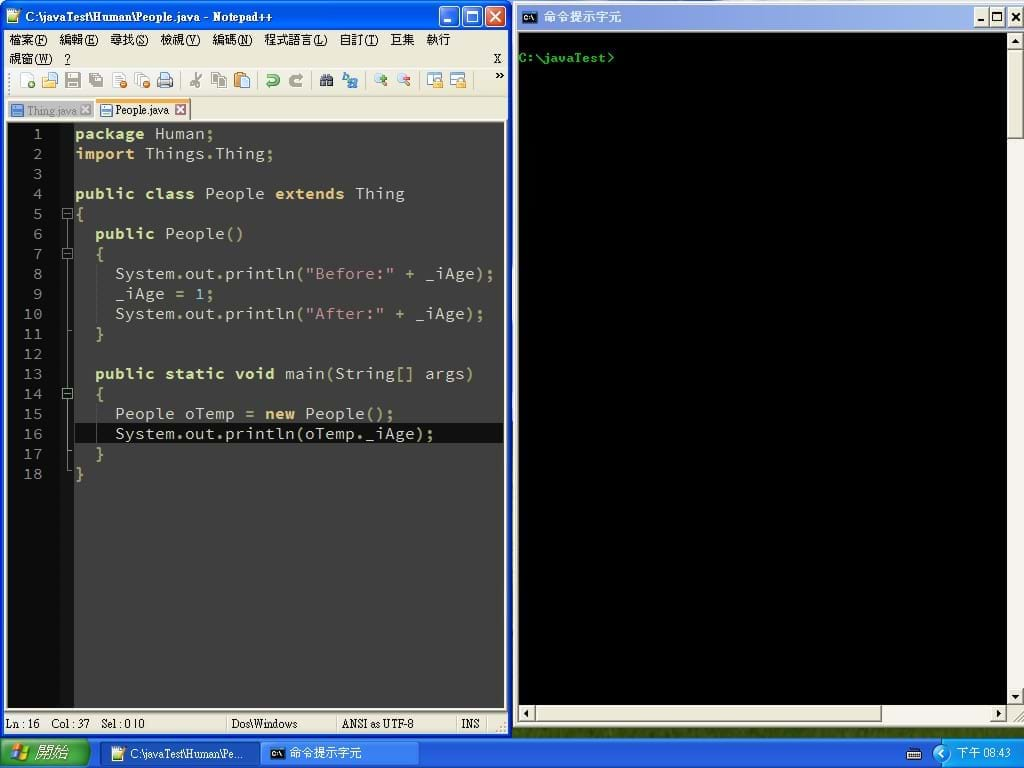 C:\javaTest\Human\People.java - Notepad++
檔案(F) 編輯(E) 尋找(S) 檢視(V) 編碼(N) 程式語言(L) 自訂(T) 巨集 執行
視窗(W) ? X
Thing.java People.java
1 package Human;
2 import Things.Thing;
3
4 public class People extends Thing
5 {
6 public People()
7 {
8 System.out.println("Before:" + _iAge);
9 _iAge = 1;
10 System.out.println("After:" + _iAge);
11 }
12
13 public static void main(String[] args)
14 {
15 People oTemp = new People();
16 System.out.println(oTemp._iAge);
17 }
18 }
Ln : 16 Col : 37 Sel : 0 | 0 Dos\Windows ANSI as UTF-8 INS
命令提示字元
C:\javaTest>
開始 C:\javaTest\Human\Pe... 命令提示字元 下午 08:43